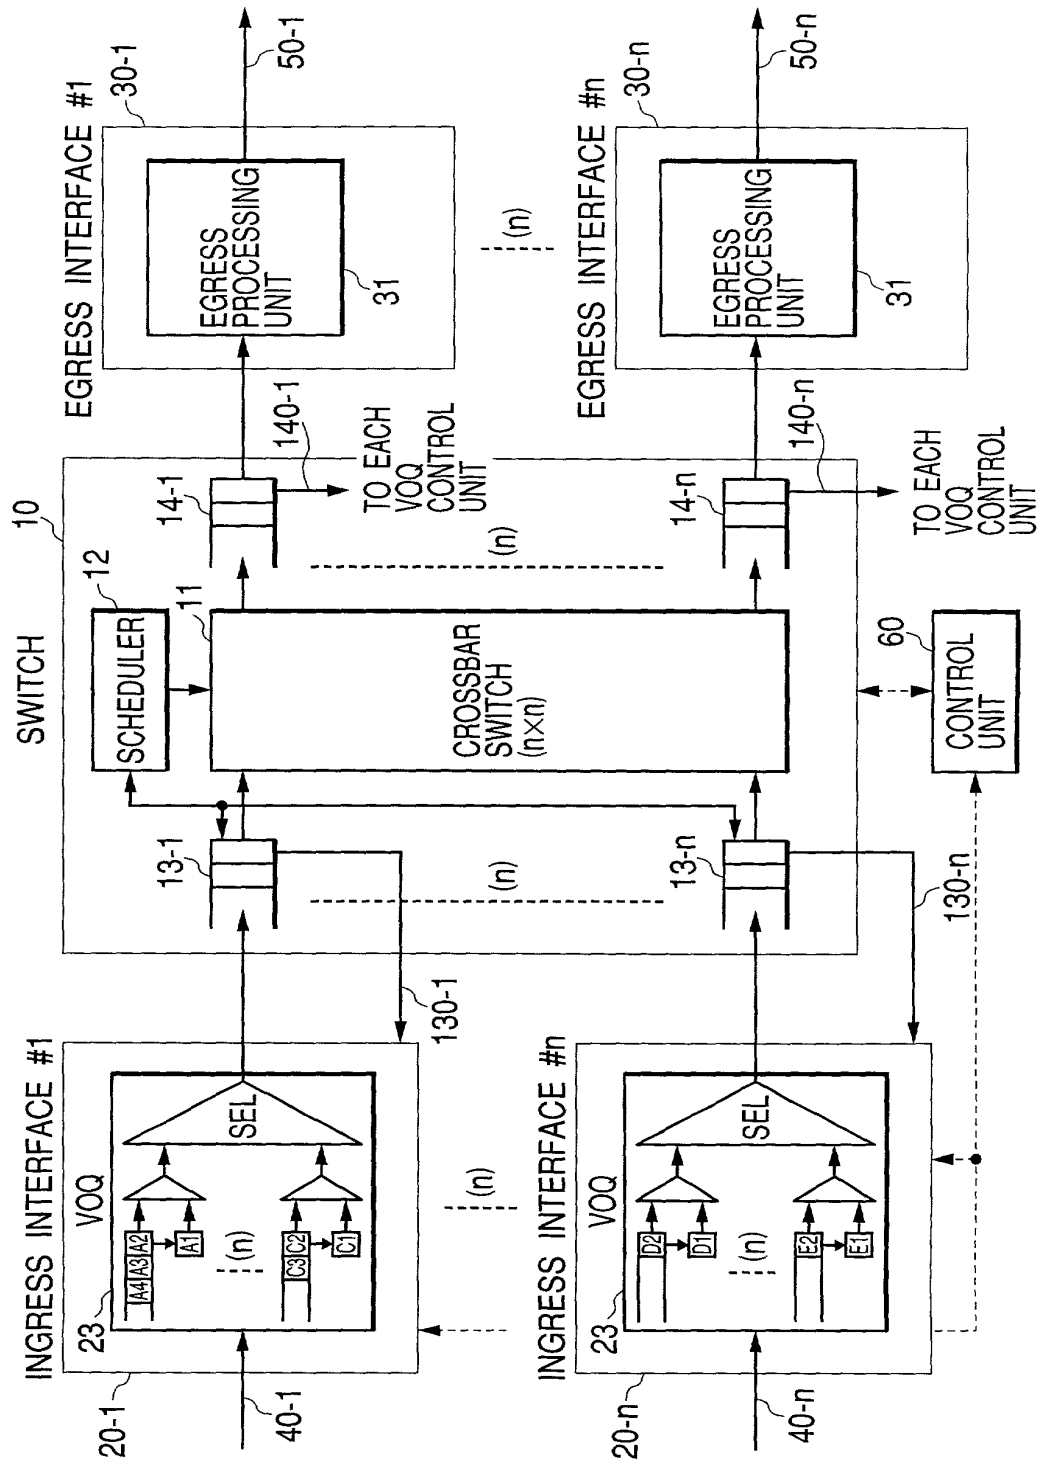 SWITCH
10
SCHEDULER
12
INGRESS INTERFACE #1
VOQ
23
A4
A3
A2
A1
(n)
C3
C2
C1
SEL
20-1
40-1
130-1
13-1
11
CROSSBAR
SWITCH
(n×n)
14-1
140-1
TO EACH
VOQ
CONTROL
UNIT
EGRESS INTERFACE #1
30-1
EGRESS
PROCESSING
UNIT
31
50-1
(n)
(n)
(n)
(n)
INGRESS INTERFACE #n
VOQ
23
D2
D1
(n)
E2
E1
SEL
20-n
40-n
130-n
13-n
14-n
140-n
TO EACH
VOQ
CONTROL
UNIT
EGRESS INTERFACE #n
30-n
EGRESS
PROCESSING
UNIT
31
50-n
60
CONTROL
UNIT